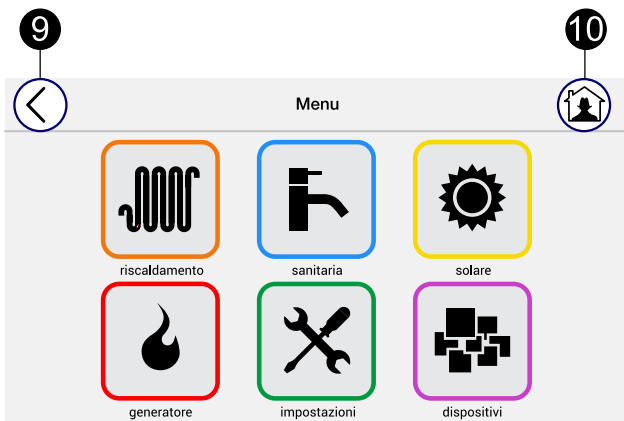 9 10
Menu
riscaldamento sanitaria solare
generatore impostazioni dispositivi